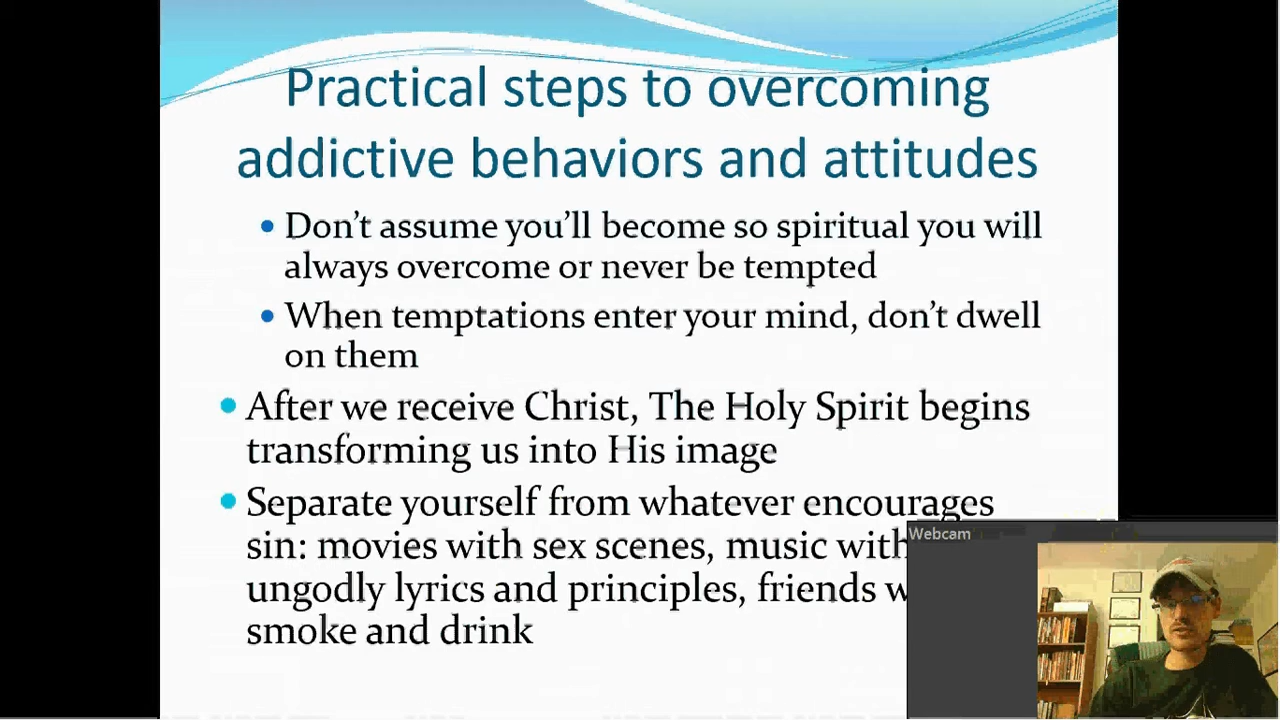 Practical steps to overcoming
addictive behaviors and attitudes
Don't assume you'll become so spiritual you will
always overcome or never be tempted
When temptations enter your mind, don't dwell
on them
After we receive Christ, The Holy Spirit begins
transforming us into His image
Separate yourself from whatever encourages
sin: movies with sex scenes, music with
ungodly lyrics and principles, friends
smoke and drink
Webcam